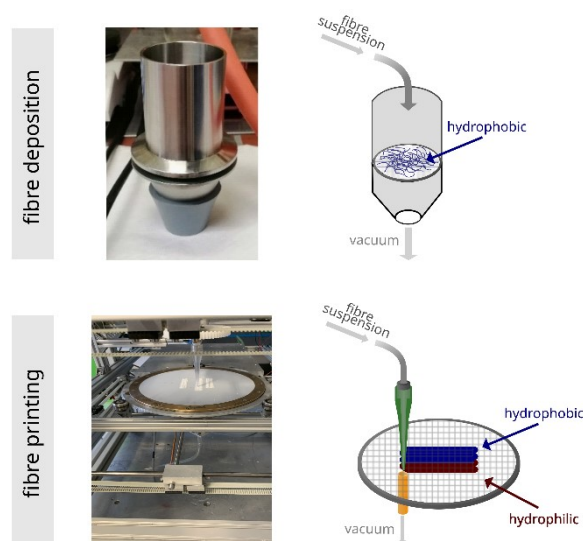 fibre deposition
fibre
suspension
hydrophobic
vacuum
fibre printing
fibre
suspension
hydrophobic
hydrophilic
vacuum